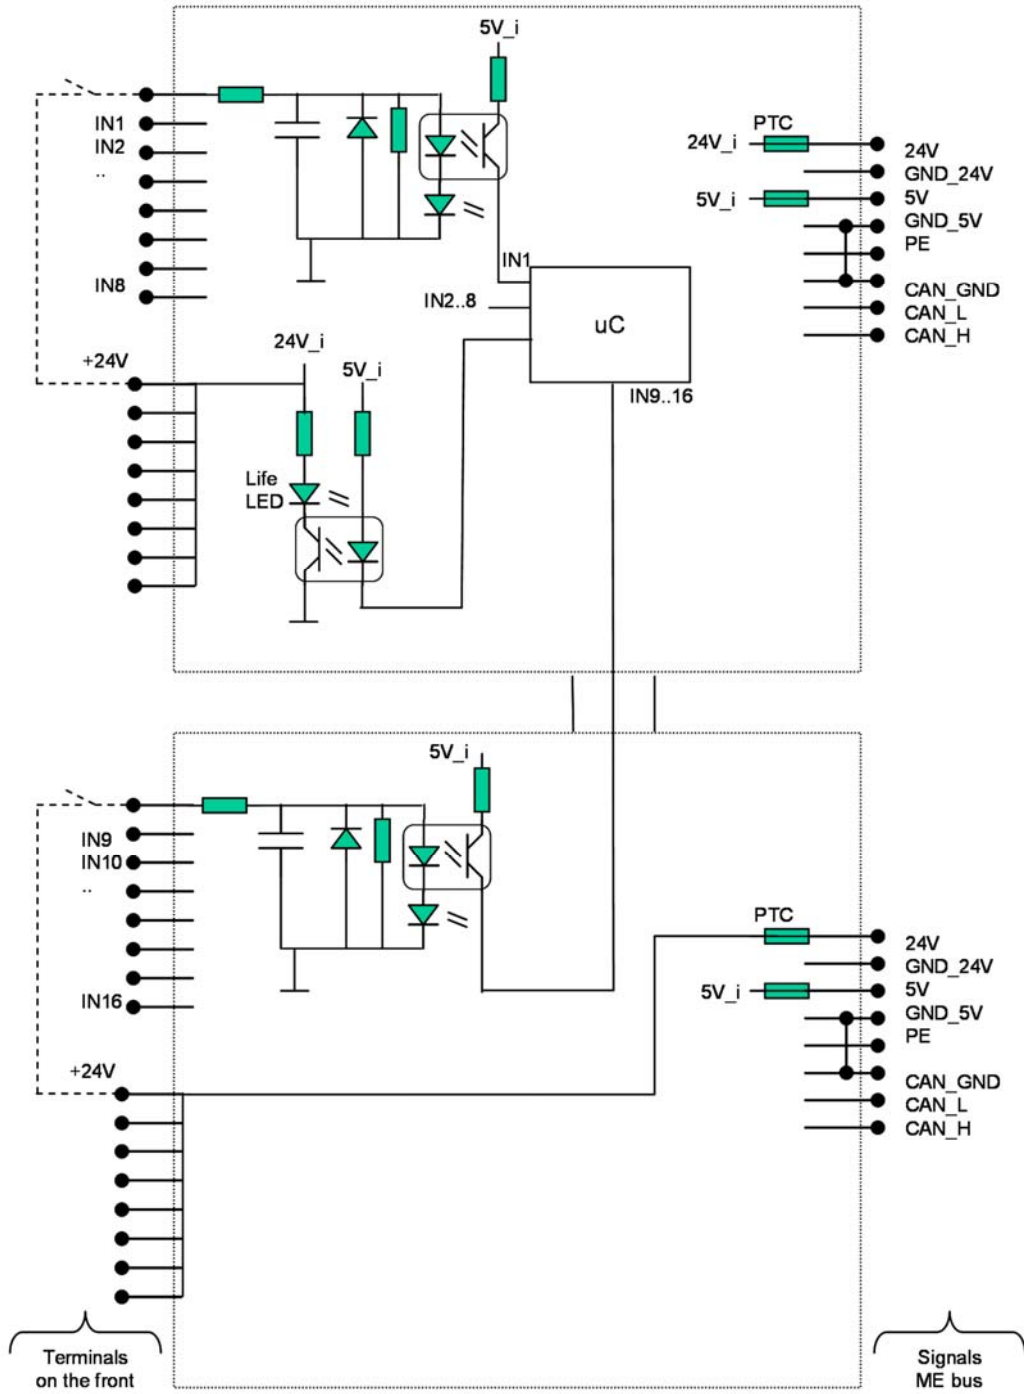 5V_i
IN1
IN2
..
IN8
PTC
24V_i
24V
GND_24V
5V_i
5V
GND_5V
PE
CAN_GND
CAN_L
CAN_H
IN1
IN2..8
uC
IN9..16
+24V
24V_i
5V_i
Life
LED
5V_i
IN9
IN10
..
IN16
PTC
24V
GND_24V
5V_i
5V
GND_5V
PE
CAN_GND
CAN_L
CAN_H
+24V
Terminals
on the front
Signals
ME bus